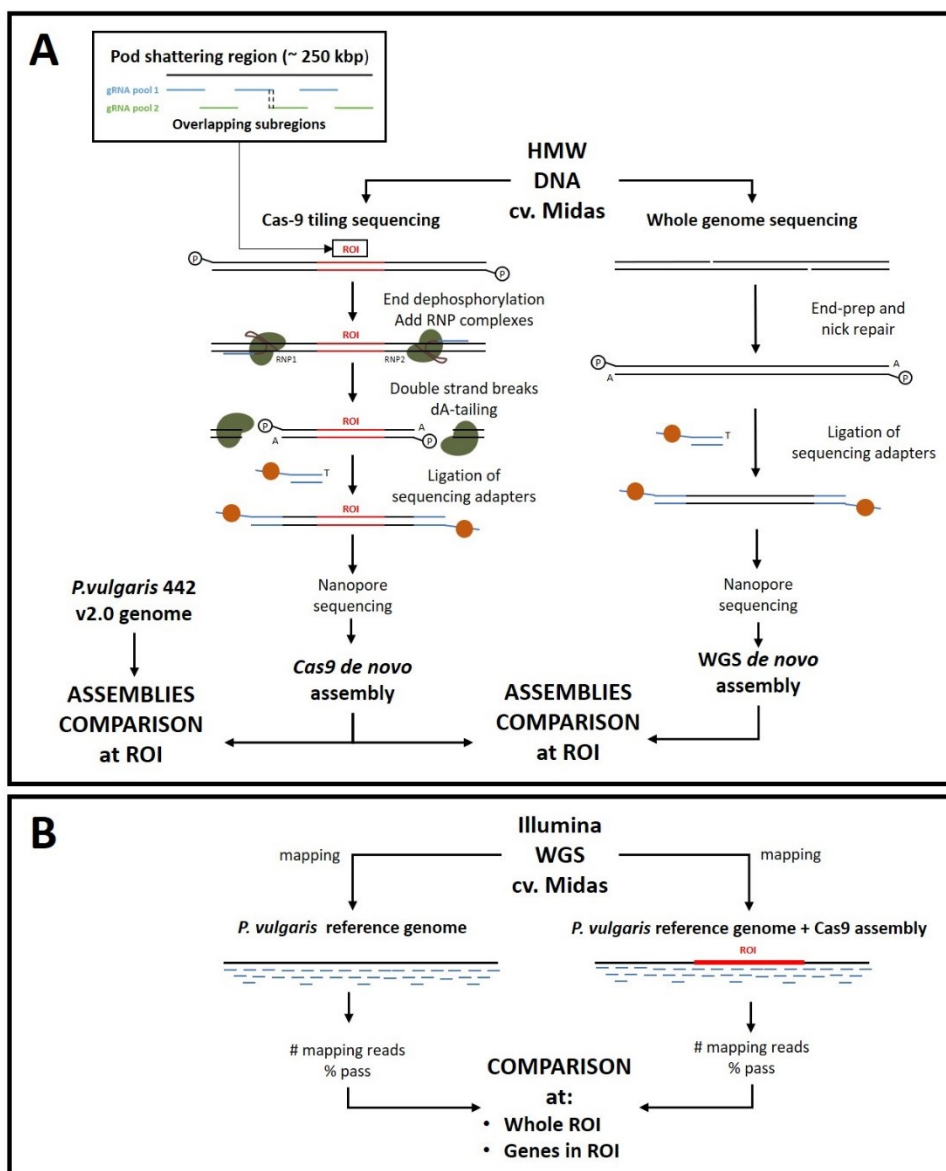 A
Pod shattering region (~ 250 kbp)
gRNA pool 1
gRNA pool 2
Overlapping subregions
HMW
DNA
cv. Midas
Cas-9 tiling sequencing
Whole genome sequencing
ROI
P
P
End dephosphorylation
Add RNP complexes
ROI
RNP1
RNP2
End-prep and
nick repair
P
A
A
P
Double strand breaks
dA-tailing
ROI
P
A
A
P
T
Ligation of
sequencing adapters
T
Ligation of
sequencing adapters
ROI
Nanopore
sequencing
Nanopore
sequencing
P.vulgaris 442
v2.0 genome
Cas9 de novo
assembly
WGS de novo
assembly
ASSEMBLIES
COMPARISON
at ROI
ASSEMBLIES
COMPARISON
at ROI
B
Illumina
WGS
cv. Midas
mapping
mapping
P. vulgaris reference genome
P. vulgaris reference genome + Cas9 assembly
ROI
# mapping reads
% pass
# mapping reads
% pass
COMPARISON
at:
• Whole ROI
• Genes in ROI